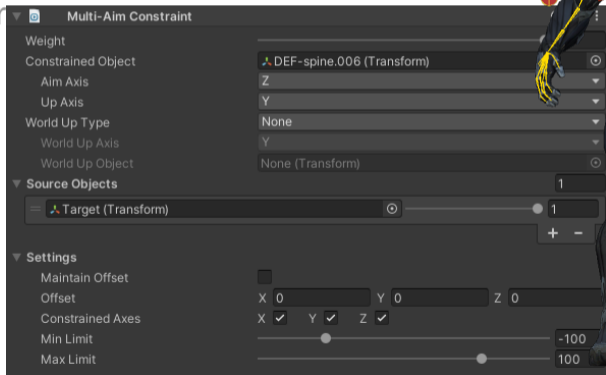 Multi-Aim Constraint
Weight
Constrained Object DEF-spine.006 (Transform)
Aim Axis Z
Up Axis Y
World Up Type None
World Up Axis Y
World Up Object None (Transform)
Source Objects 1
Target (Transform) 1
+ -
Settings
Maintain Offset
Offset X 0 Y 0 Z 0
Constrained Axes X Y Z
Min Limit -100
Max Limit 100